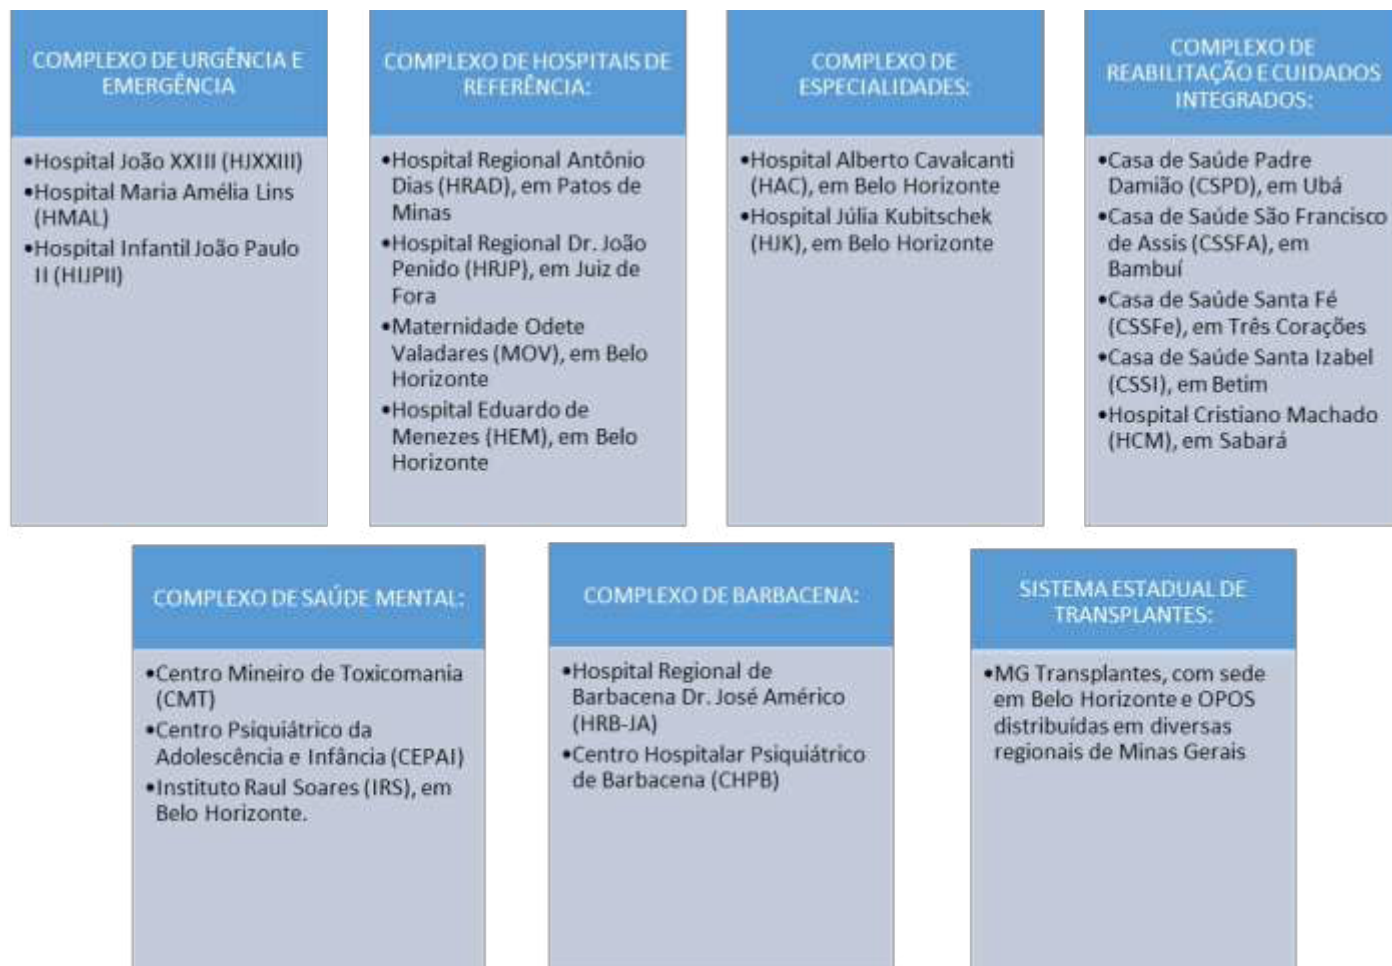 COMPLEXO DE URGÊNCIA E
EMERGÊNCIA
•Hospital João XXIII (HJXXIII)
•Hospital Maria Amélia Lins
(HMAL)
•Hospital Infantil João Paulo
II (HIJPII)
COMPLEXO DE HOSPITAIS DE
REFERÊNCIA:
•Hospital Regional Antônio
Dias (HRAD), em Patos de
Minas
•Hospital Regional Dr. João
Penido (HRJP), em Juiz de
Fora
•Maternidade Odete
Valadares (MOV), em Belo
Horizonte
•Hospital Eduardo de
Menezes (HEM), em Belo
Horizonte
COMPLEXO DE
ESPECIALIDADES:
•Hospital Alberto Cavalcanti
(HAC), em Belo Horizonte
•Hospital Júlia Kubitschek
(HJK), em Belo Horizonte
COMPLEXO DE
REABILITAÇÃO E CUIDADOS
INTEGRADOS:
•Casa de Saúde Padre
Damião (CSPD), em Ubá
•Casa de Saúde São Francisco
de Assis (CSSFA), em
Bambuí
•Casa de Saúde Santa Fé
(CSSFe), em Três Corações
•Casa de Saúde Santa Izabel
(CSSI), em Betim
•Hospital Cristiano Machado
(HCM), em Sabará
COMPLEXO DE SAÚDE MENTAL:
•Centro Mineiro de Toxicomania
(CMT)
•Centro Psiquiátrico da
Adolescência e Infância (CEPAI)
•Instituto Raul Soares (IRS), em
Belo Horizonte.
COMPLEXO DE BARBACENA:
•Hospital Regional de
Barbacena Dr. José Américo
(HRB-JA)
•Centro Hospitalar Psiquiátrico
de Barbacena (CHPB)
SISTEMA ESTADUAL DE
TRANSPLANTES:
•MG Transplantes, com sede
em Belo Horizonte e OPOS
distribuídas em diversas
regionais de Minas Gerais